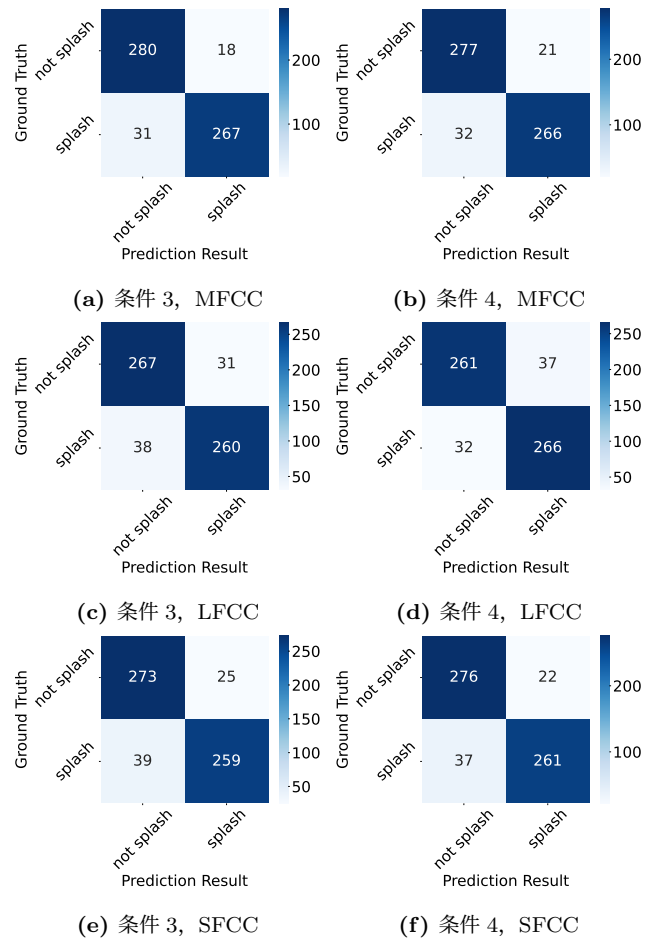 not splash
280 18
200
Ground Truth
splash
31 267
100
not splash
splash
Prediction Result
(a) 条件 3, MFCC
not splash
277 21
200
Ground Truth
splash
32 266
100
not splash
splash
Prediction Result
(b) 条件 4, MFCC
not splash
267 31
250
200
Ground Truth
150
splash
38 260
100
50
not splash
splash
Prediction Result
(c) 条件 3, LFCC
not splash
261 37
250
200
Ground Truth
150
splash
32 266
100
50
not splash
splash
Prediction Result
(d) 条件 4, LFCC
not splash
273 25
250
200
Ground Truth
150
splash
39 259
100
50
not splash
splash
Prediction Result
(e) 条件 3, SFCC
not splash
276 22
200
Ground Truth
splash
37 261
100
not splash
splash
Prediction Result
(f) 条件 4, SFCC